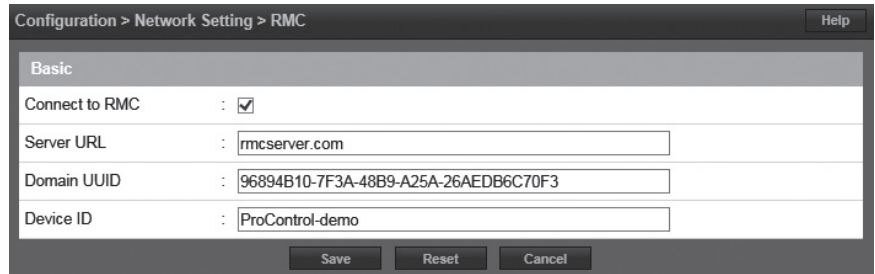 Configuration > Network Setting > RMC Help
Basic
Connect to RMC :
Server URL : rmcserver.com
Domain UUID : 96894B10-7F3A-48B9-A25A-26AEDB6C70F3
Device ID : ProControl-demo
Save Reset Cancel